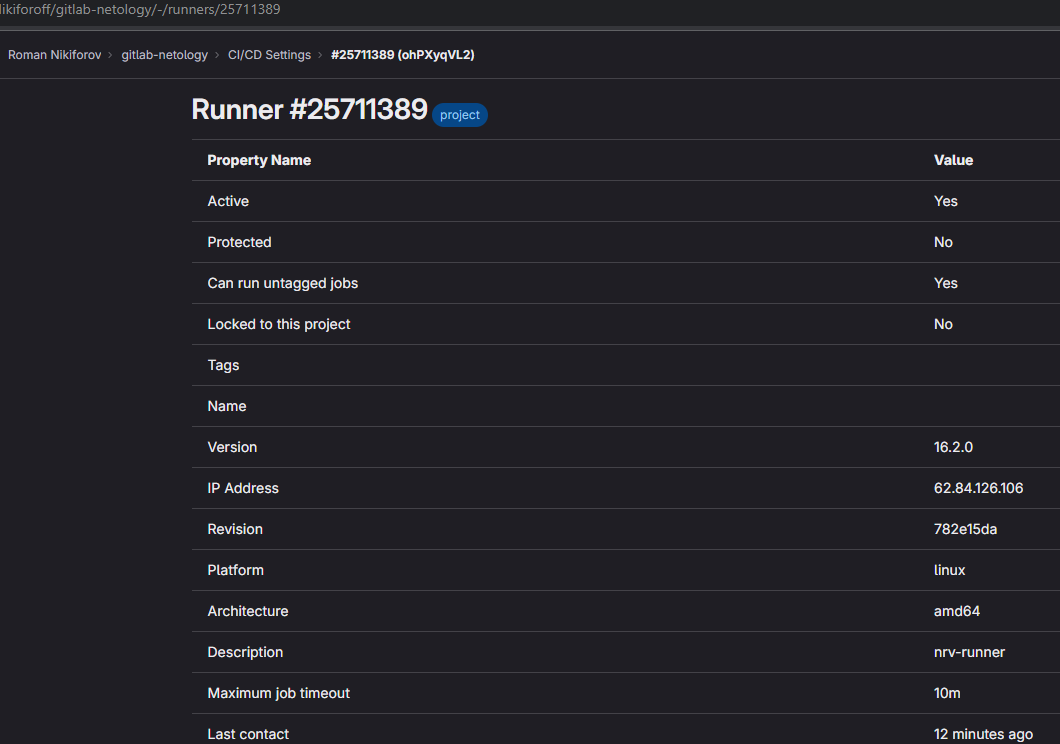 ikiforoff/gitlab-netology/-/runners/25711389
Roman Nikiforov > gitlab-netology > CI/CD Settings > #25711389 (ohPXyqVL2)
Runner #25711389 project
Property Name Value
Active Yes
Protected No
Can run untagged jobs Yes
Locked to this project No
Tags
Name
Version 16.2.0
IP Address 62.84.126.106
Revision 782e15da
Platform linux
Architecture amd64
Description nrv-runner
Maximum job timeout 10m
Last contact 12 minutes ago